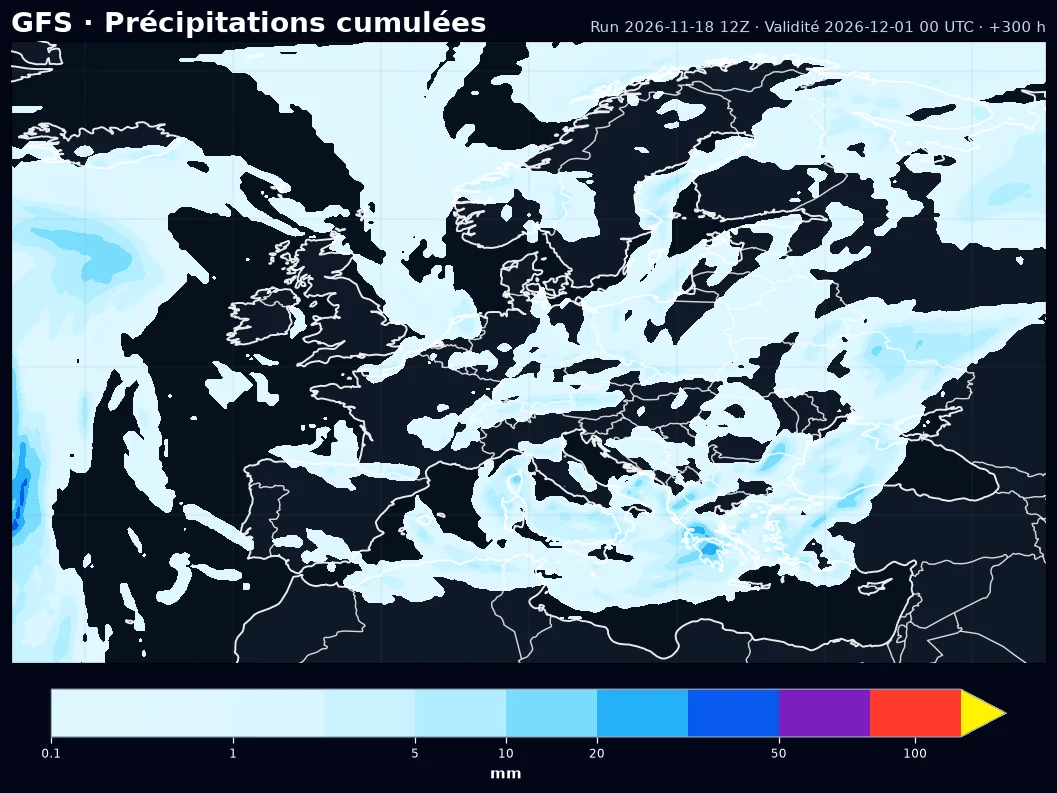 GFS · Précipitations cumulées
Run 2026-11-18 12Z · Validité 2026-12-01 00 UTC · +300 h
0.1 1 5 10 20 50 100
mm